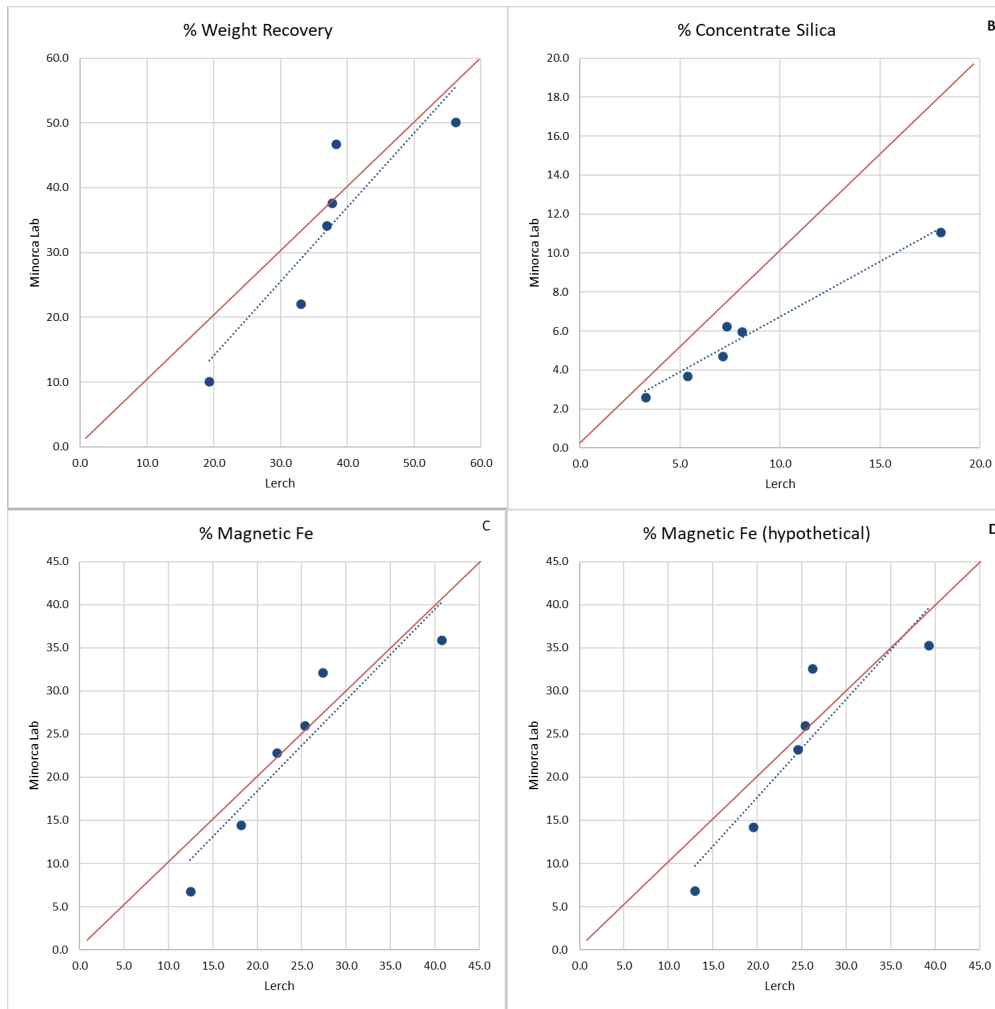 % Weight Recovery
60.0
50.0
40.0
30.0
20.0
10.0
0.0
0.0 10.0 20.0 30.0 40.0 50.0 60.0
Minorca Lab
Lerch
% Concentrate Silica
B
20.0
18.0
16.0
14.0
12.0
10.0
8.0
6.0
4.0
2.0
0.0
0.0 5.0 10.0 15.0 20.0
Minorca Lab
Lerch
% Magnetic Fe
C
45.0
40.0
35.0
30.0
25.0
20.0
15.0
10.0
5.0
0.0
0.0 5.0 10.0 15.0 20.0 25.0 30.0 35.0 40.0 45.0
Minorca Lab
Lerch
% Magnetic Fe (hypothetical)
D
45.0
40.0
35.0
30.0
25.0
20.0
15.0
10.0
5.0
0.0
0.0 5.0 10.0 15.0 20.0 25.0 30.0 35.0 40.0 45.0
Minorca Lab
Lerch